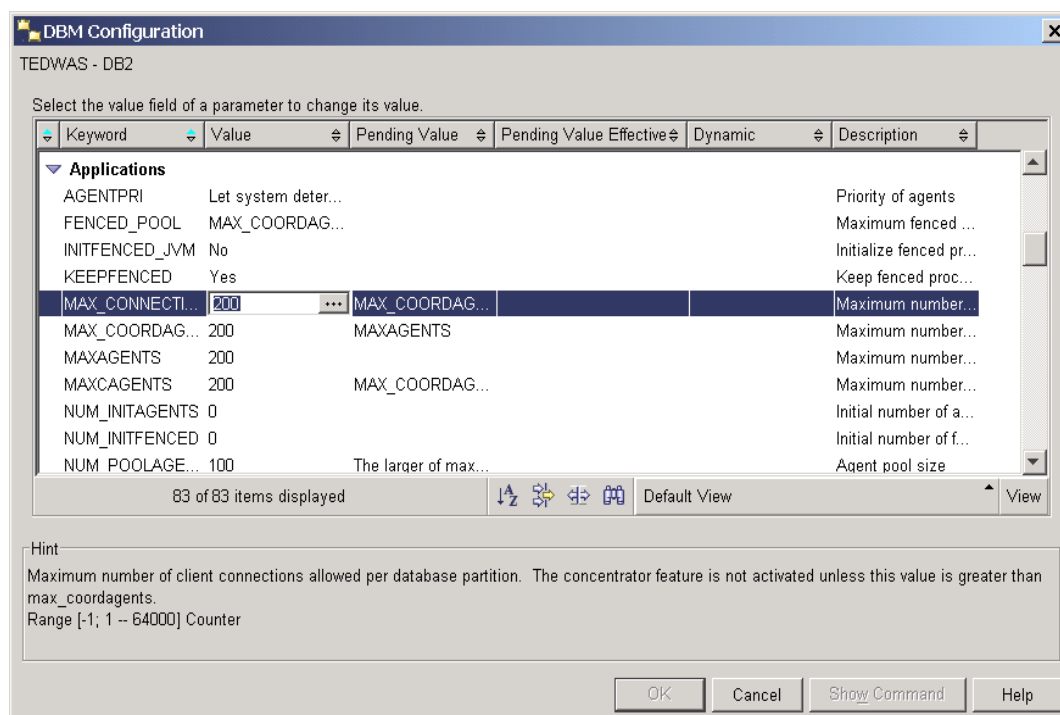 DBM Configuration
TEDWAS - DB2
Select the value field of a parameter to change its value.
Keyword Value Pending Value Pending Value Effective Dynamic Description
Applications
AGENTPRI Let system deter... Priority of agents
FENCED_POOL MAX_COORDAG... Maximum fenced ...
INITFENCED_JVM No Initialize fenced pr...
KEEPFENCED Yes Keep fenced proc...
MAX_CONNECTI... 200 ... MAX_COORDAG... Maximum number...
MAX_COORDAG... 200 MAXAGENTS Maximum number...
MAXAGENTS 200 Maximum number...
MAXCAGENTS 200 MAX_COORDAG... Maximum number...
NUM_INITAGENTS 0 Initial number of a...
NUM_INITFENCED 0 Initial number of f...
NUM_POOLAGE... 100 The larger of max... Agent pool size
83 of 83 items displayed Default View View
Hint
Maximum number of client connections allowed per database partition. The concentrator feature is not activated unless this value is greater than
max_coordagents.
Range [-1; 1 -- 64000] Counter
OK Cancel Show Command Help